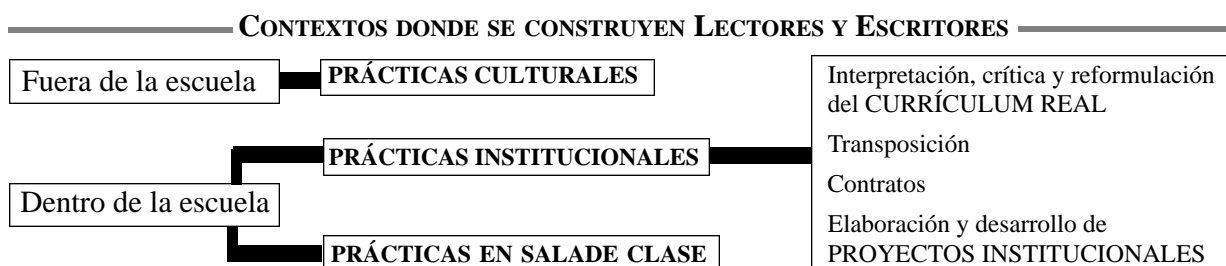 CONTEXTOS DONDE SE CONSTRUYEN LECTORES Y ESCRITORES
Fuera de la escuela
PRÁCTICAS CULTURALES
Dentro de la escuela
PRÁCTICAS INSTITUCIONALES
PRÁCTICAS EN SALADE CLASE
Interpretación, crítica y reformulación
del CURRÍCULUM REAL
Transposición
Contratos
Elaboración y desarrollo de
PROYECTOS INSTITUCIONALES